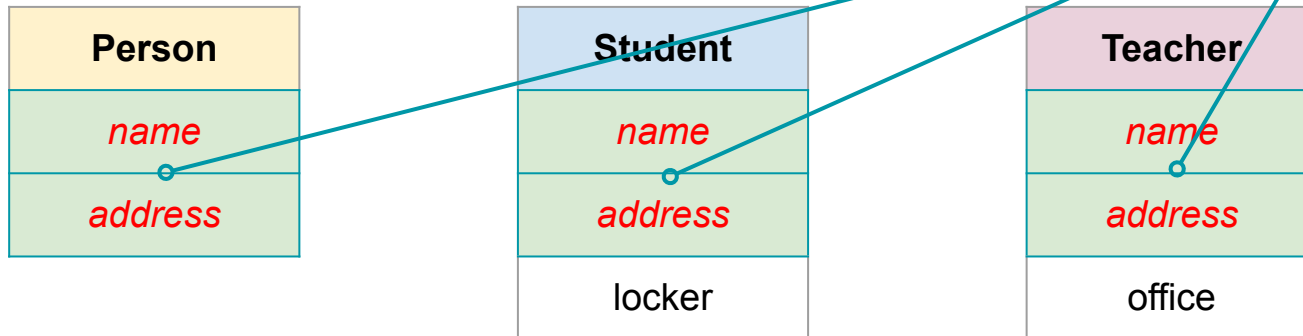 Person
name
address
Student
name
address
locker
Teacher
name
address
office